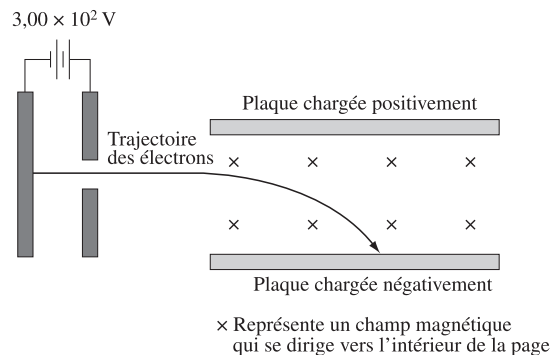 3,00 × 10² V
Plaque chargée positivement
Trajectoire
des électrons
× × × ×
× × × ×
Plaque chargée négativement
× Représente un champ magnétique
qui se dirige vers l’intérieur de la page